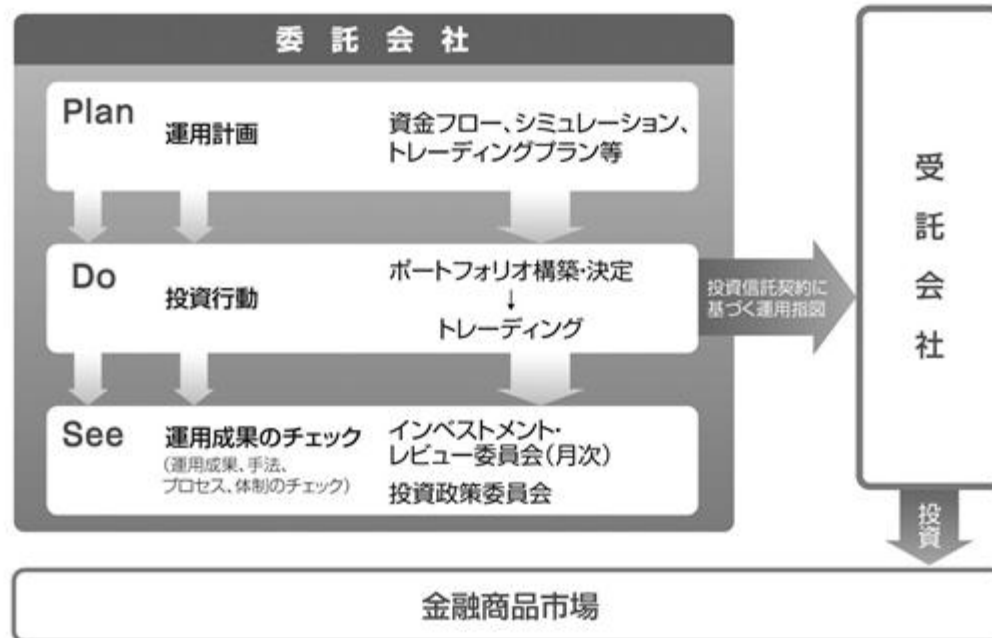 委託会社
Plan
運用計画
資金フロー、シミュレーション、
トレーディングプラン等
Do
投資行動
ポートフォリオ構築・決定
↓
トレーディング
投資信託契約に
基づく運用指図
See
運用成果のチェック
(運用成果、手法、
プロセス、体制のチェック)
インベストメント・
レビュー委員会(月次)
投資政策委員会
受託会社
投資
金融商品市場